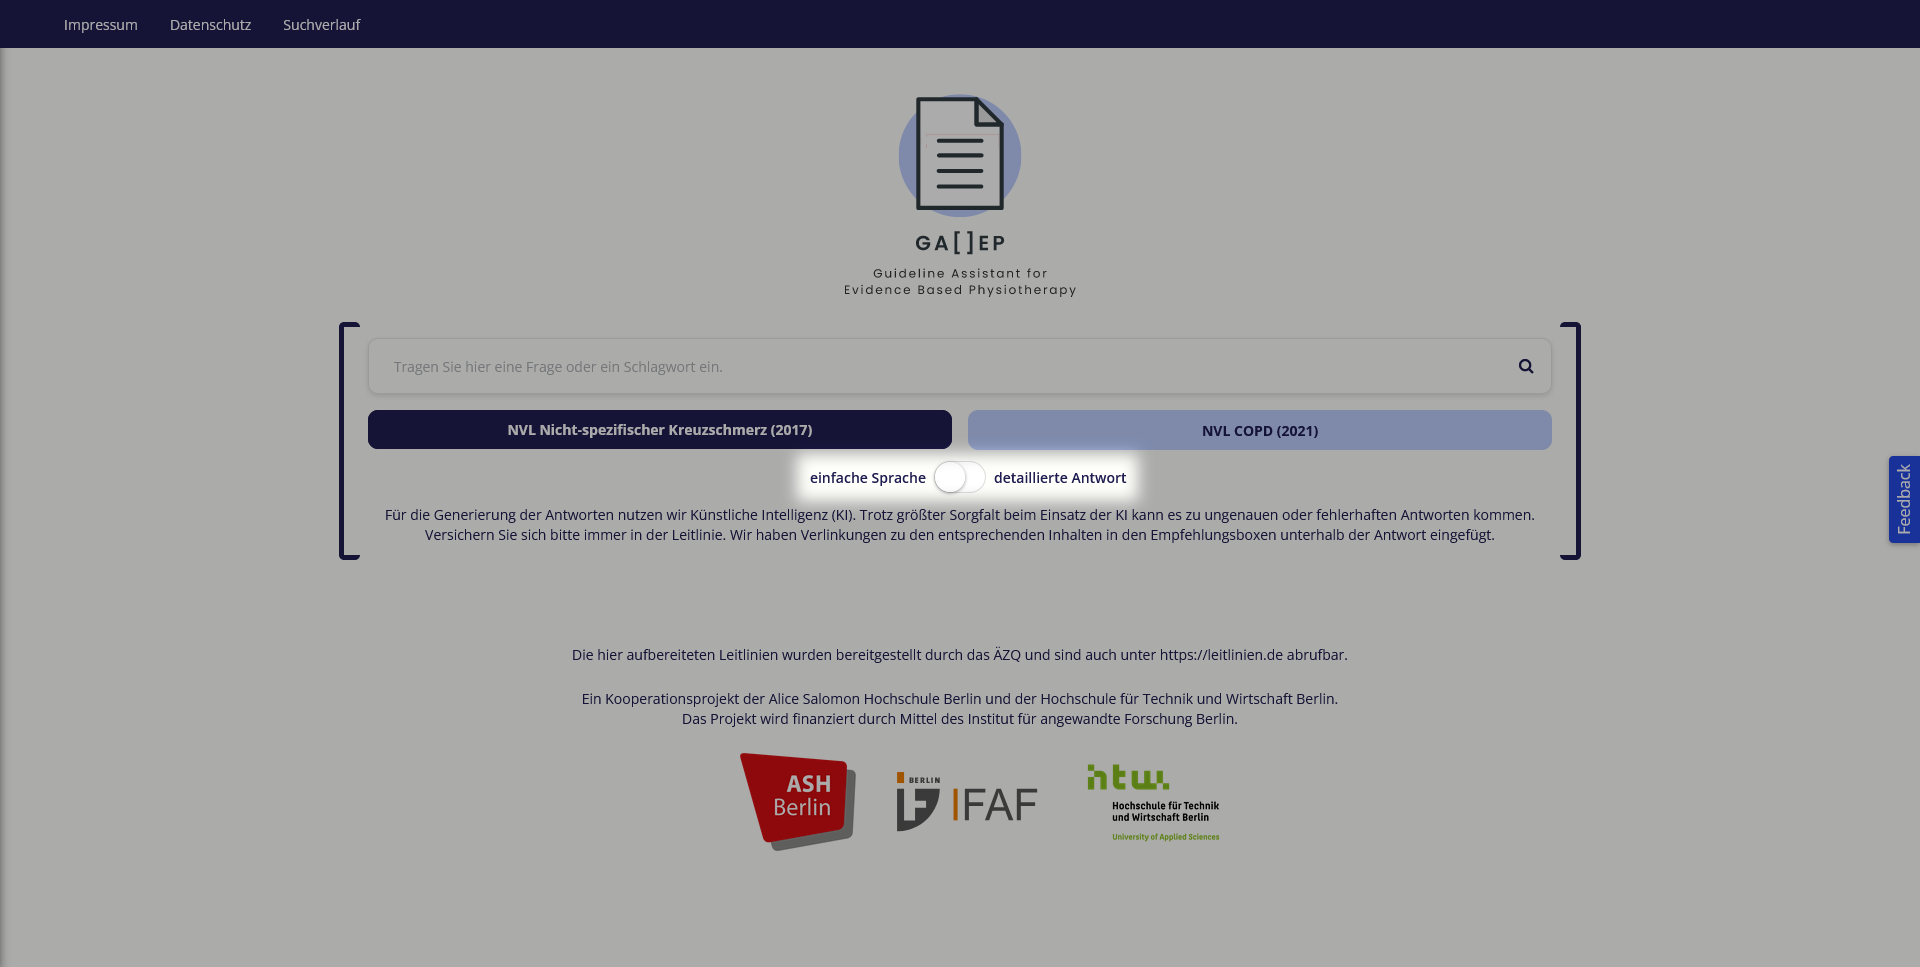 Impressum Datenschutz Suchverlauf
GA[]EP
Guideline Assistant for
Evidence Based Physiotherapy
Tragen Sie hier eine Frage oder ein Schlagwort ein.
NVL Nicht-spezifischer Kreuzschmerz (2017) NVL COPD (2021)
einfache Sprache detaillierte Antwort
Für die Generierung der Antworten nutzen wir Künstliche Intelligenz (KI). Trotz größter Sorgfalt beim Einsatz der KI kann es zu ungenauen oder fehlerhaften Antworten kommen.
Versichern Sie sich bitte immer in der Leitlinie. Wir haben Verlinkungen zu den entsprechenden Inhalten in den Empfehlungsboxen unterhalb der Antwort eingefügt.
Feedback
Die hier aufbereiteten Leitlinien wurden bereitgestellt durch das ÄZQ und sind auch unter https://leitlinien.de abrufbar.
Ein Kooperationsprojekt der Alice Salomon Hochschule Berlin und der Hochschule für Technik und Wirtschaft Berlin.
Das Projekt wird finanziert durch Mittel des Institut für angewandte Forschung Berlin.
ASH
Berlin
BERLIN
IFAF
htw.
Hochschule für Technik
und Wirtschaft Berlin
University of Applied Sciences